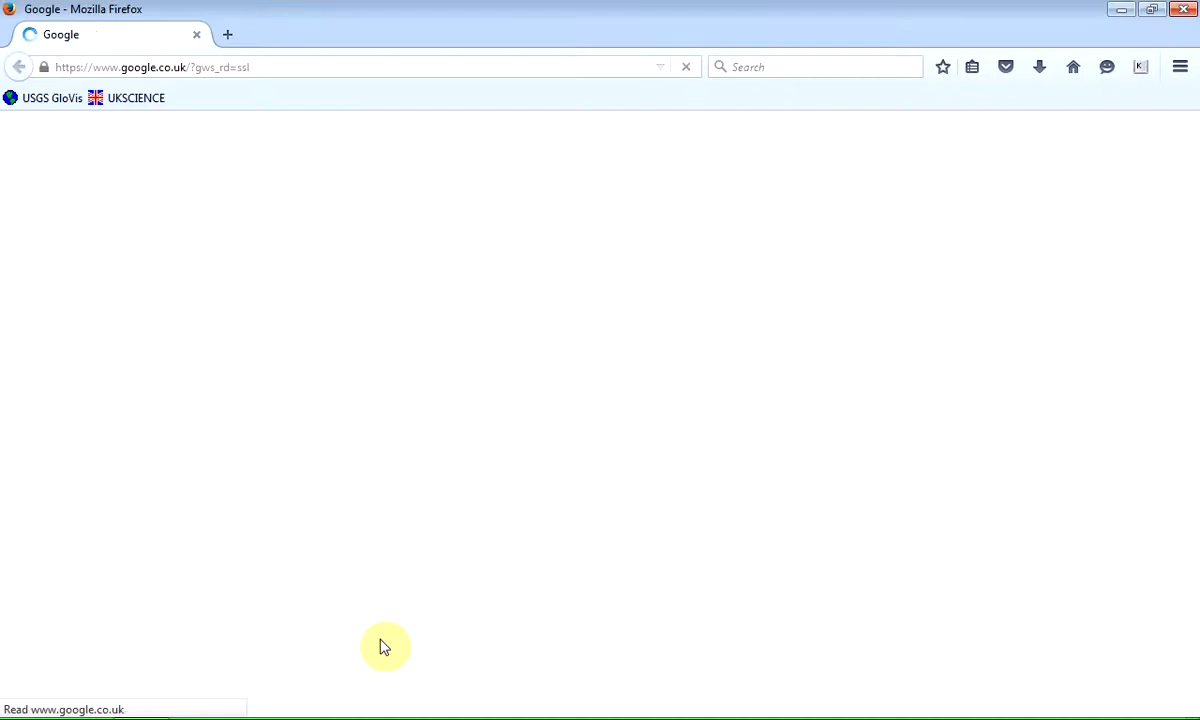 Google - Mozilla Firefox
Google
https://www.google.co.uk/?gws_rd=ssl
Search
K
USGS GloVis
UKSCIENCE
Read www.google.co.uk